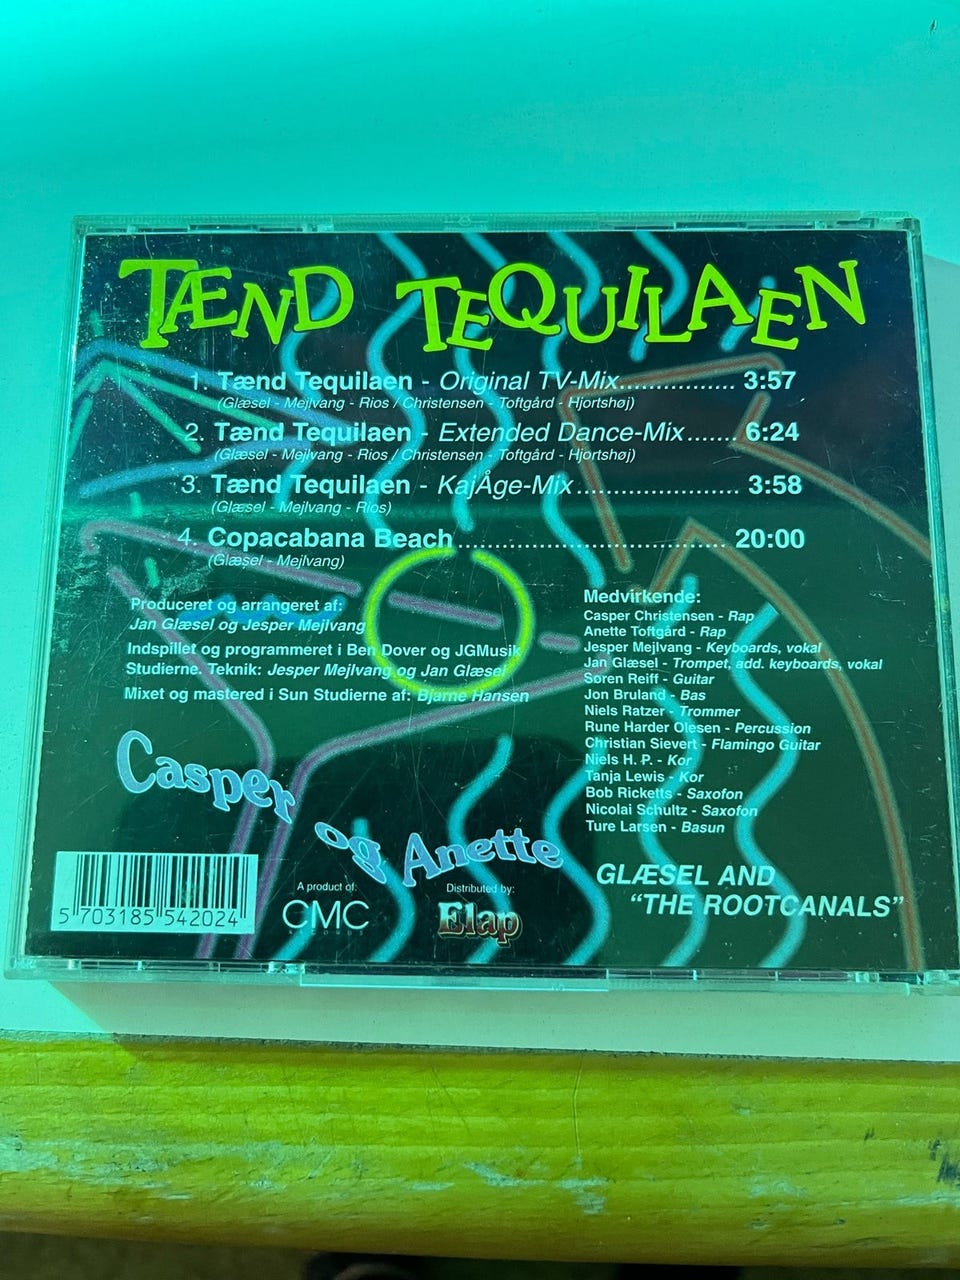 TÆND TEQUILAEN
1. Tænd Tequilaen - Original TV-Mix................ 3:57
(Glæsel - Mejlvang - Rios / Christensen - Toftgård - Hjortshøj)
2. Tænd Tequilaen - Extended Dance-Mix....... 6:24
(Glæsel - Mejlvang - Rios / Christensen - Toftgård - Hjortshøj)
3. Tænd Tequilaen - KajÅge-Mix...................... 3:58
(Glæsel - Mejlvang - Rios)
4. Copacabana Beach..................................... 20:00
(Glæsel - Mejlvang)
Produceret og arrangeret af:
Jan Glæsel og Jesper Mejlvang
Indspillet og programmeret i Ben Dover og JGMusik
Studierne. Teknik: Jesper Mejlvang og Jan Glæsel
Mixet og mastered i Sun Studierne af: Bjarne Hansen
Medvirkende:
Casper Christensen - Rap
Anette Toftgård - Rap
Jesper Mejlvang - Keyboards, vokal
Jan Glæsel - Trompet, add. keyboards, vokal
Søren Reiff - Guitar
Jon Bruland - Bas
Niels Ratzer - Trommer
Rune Harder Olesen - Percussion
Christian Sievert - Flamingo Guitar
Niels H. P. - Kor
Tanja Lewis - Kor
Bob Ricketts - Saxofon
Nicolai Schultz - Saxofon
Ture Larsen - Basun
Casper og Anette
GLÆSEL AND
"THE ROOTCANALS"
5 703185 542024
A product of:
CMC
RECORDS
Distributed by:
Elap